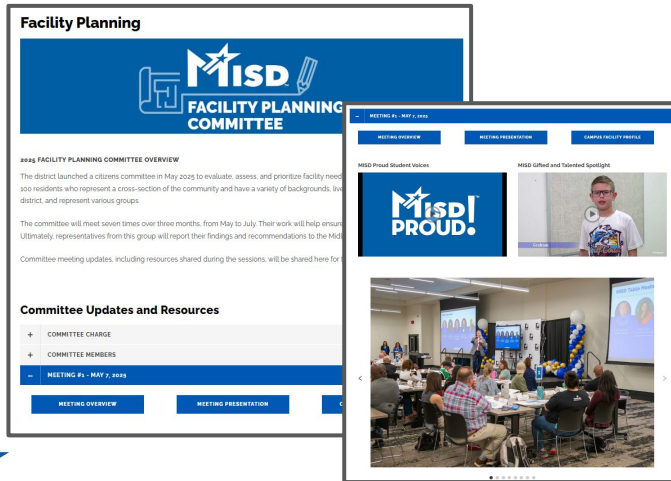 Facility Planning
MISD
FACILITY PLANNING
COMMITTEE
2025 FACILITY PLANNING COMMITTEE OVERVIEW
The district launched a citizens committee in May 2025 to evaluate, assess, and prioritize facility need
100 residents who represent a cross-section of the community and have a variety of backgrounds, live
district, and represent various groups.
The committee will meet seven times over three months, from May to July. Their work will help ensure
Ultimately, representatives from this group will report their findings and recommendations to the Midl
Committee meeting updates, including resources shared during the sessions, will be shared here for
Committee Updates and Resources
+ COMMITTEE CHARGE
+ COMMITTEE MEMBERS
– MEETING #1 - MAY 7, 2025
MEETING OVERVIEW
MEETING PRESENTATION
– MEETING #1 - MAY 7, 2025
MEETING OVERVIEW
MEETING PRESENTATION
CAMPUS FACILITY PROFILE
MISD Proud Student Voices
MISD Gifted and Talented Spotlight
MISD
PROUD!